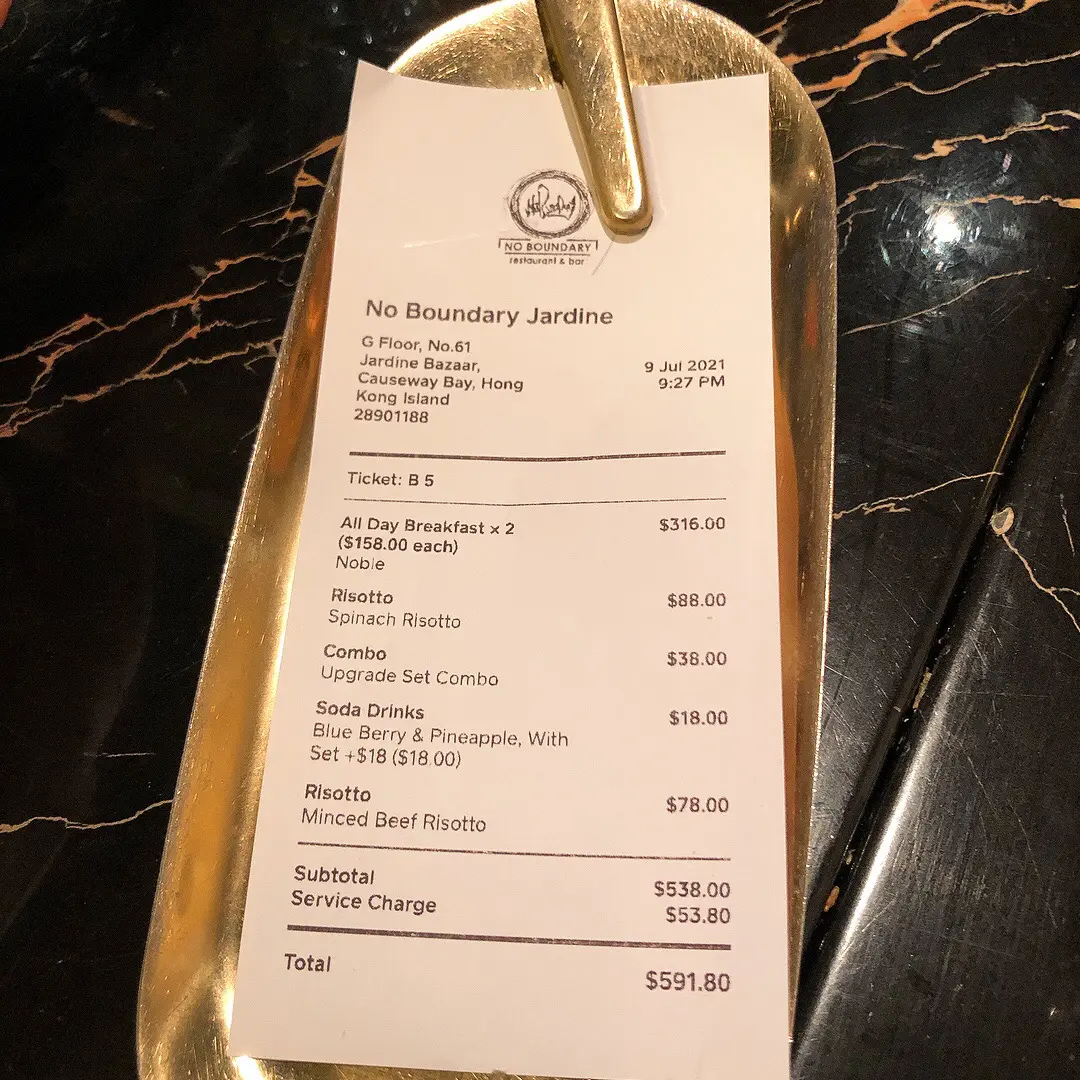 NO BOUNDARY
restaurant & bar
No Boundary Jardine
G Floor, No.61
Jardine Bazaar,
Causeway Bay, Hong
Kong Island
28901188
9 Jul 2021
9:27 PM
Ticket: B 5
All Day Breakfast x 2 $316.00
($158.00 each)
Noble
Risotto $88.00
Spinach Risotto
Combo $38.00
Upgrade Set Combo
Soda Drinks $18.00
Blue Berry & Pineapple, With
Set +$18 ($18.00)
Risotto $78.00
Minced Beef Risotto
Subtotal $538.00
Service Charge $53.80
Total $591.80